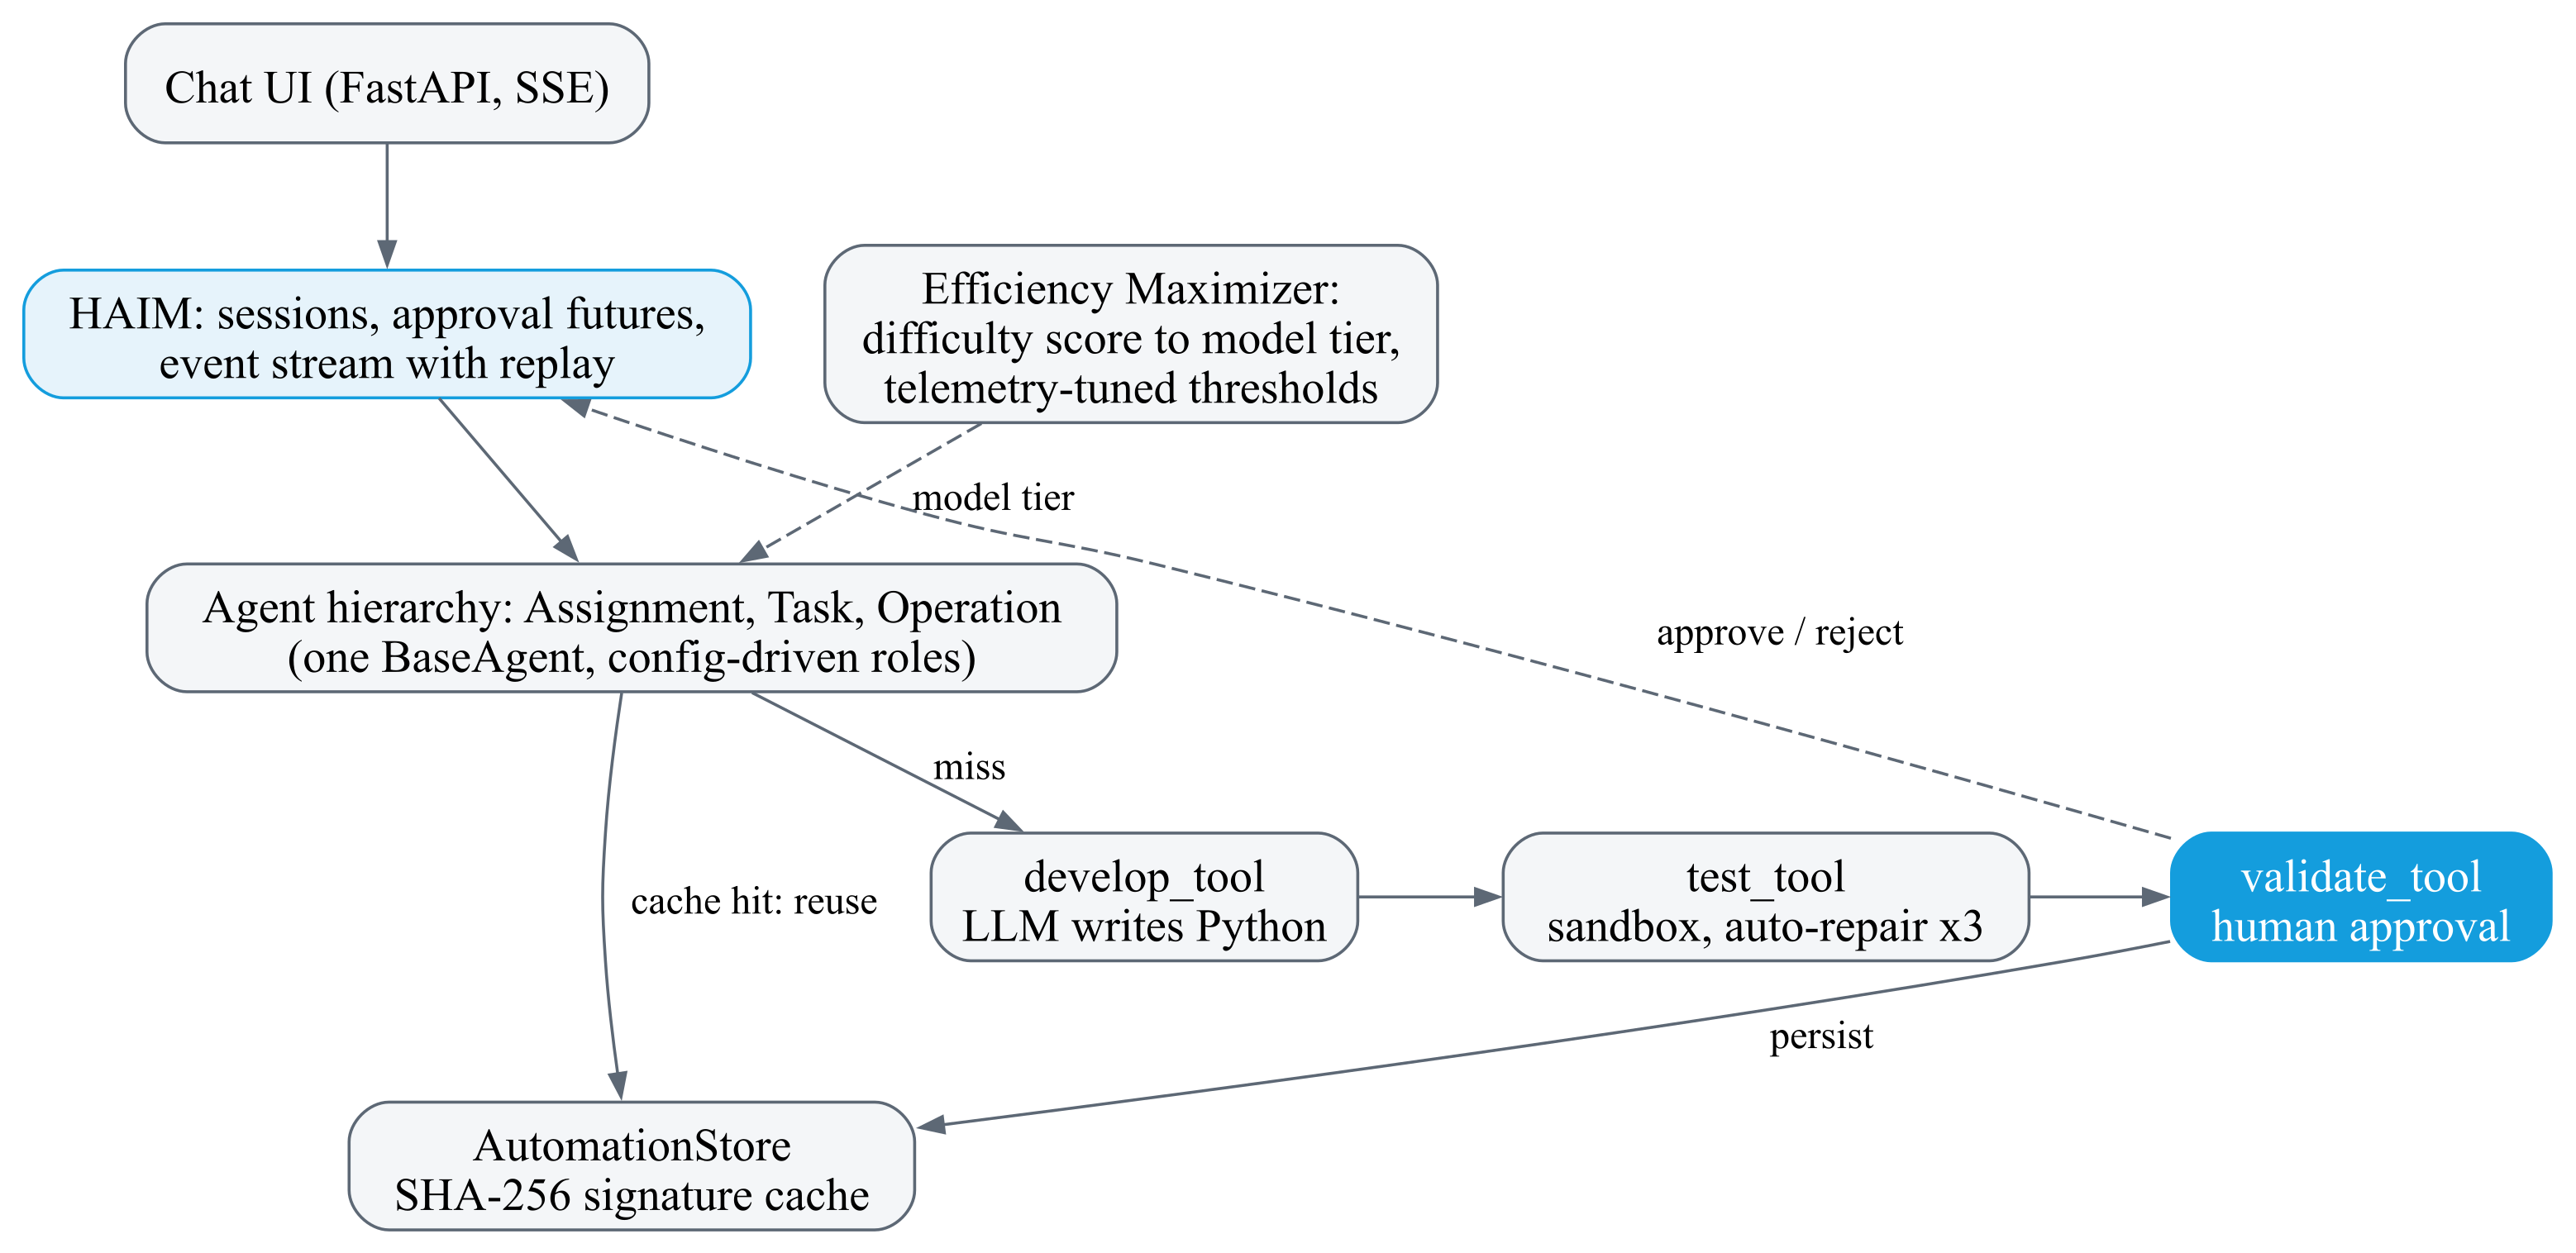 Chat UI (FastAPI, SSE)
HAIM: sessions, approval futures,
event stream with replay
Efficiency Maximizer:
difficulty score to model tier,
telemetry-tuned thresholds
model tier
approve / reject
Agent hierarchy: Assignment, Task, Operation
(one BaseAgent, config-driven roles)
miss
cache hit: reuse
develop_tool
LLM writes Python
test_tool
sandbox, auto-repair x3
validate_tool
human approval
persist
AutomationStore
SHA-256 signature cache